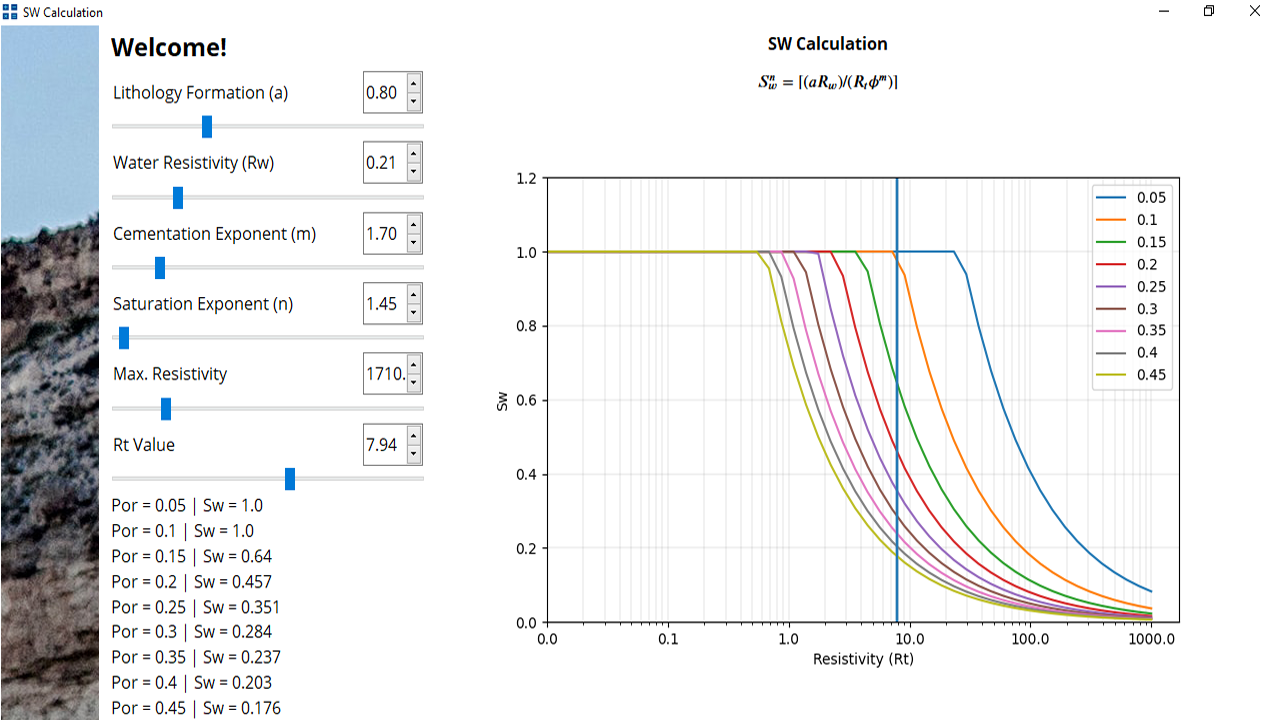 SW Calculation
Welcome!
Lithology Formation (a)
0.80
Water Resistivity (Rw)
0.21
Cementation Exponent (m)
1.70
Saturation Exponent (n)
1.45
Max. Resistivity
1710.
Rt Value
7.94
Por = 0.05 | Sw = 1.0
Por = 0.1 | Sw = 1.0
Por = 0.15 | Sw = 0.64
Por = 0.2 | Sw = 0.457
Por = 0.25 | Sw = 0.351
Por = 0.3 | Sw = 0.284
Por = 0.35 | Sw = 0.237
Por = 0.4 | Sw = 0.203
Por = 0.45 | Sw = 0.176
SW Calculation
Sₙʷ = [(aR_w)/(R_tϕᵐ)]
1.2
1.0
0.8
0.6
0.4
0.2
0.0
Sw
0.0
0.1
1.0
10.0
100.0
1000.0
Resistivity (Rt)
0.05
0.1
0.15
0.2
0.25
0.3
0.35
0.4
0.45